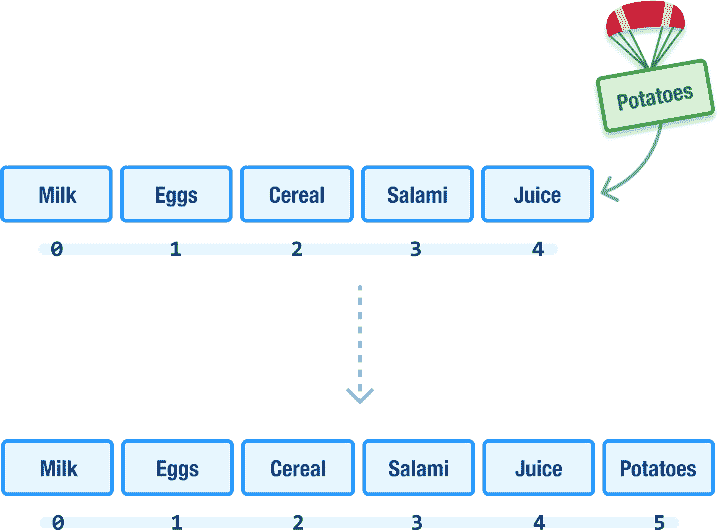 Potatoes
Milk Eggs Cereal Salami Juice
0 1 2 3 4
Milk Eggs Cereal Salami Juice Potatoes
0 1 2 3 4 5